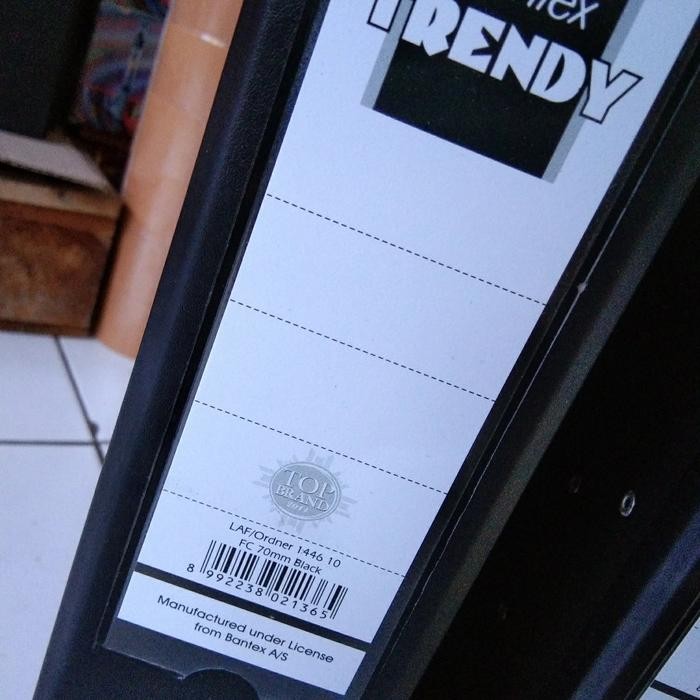 TRENDY
TOP
BRAND
LAF/Ordner 1446 10
FC 70mm Black
8 992238 021365
Manufactured under License
from Bantex A/S